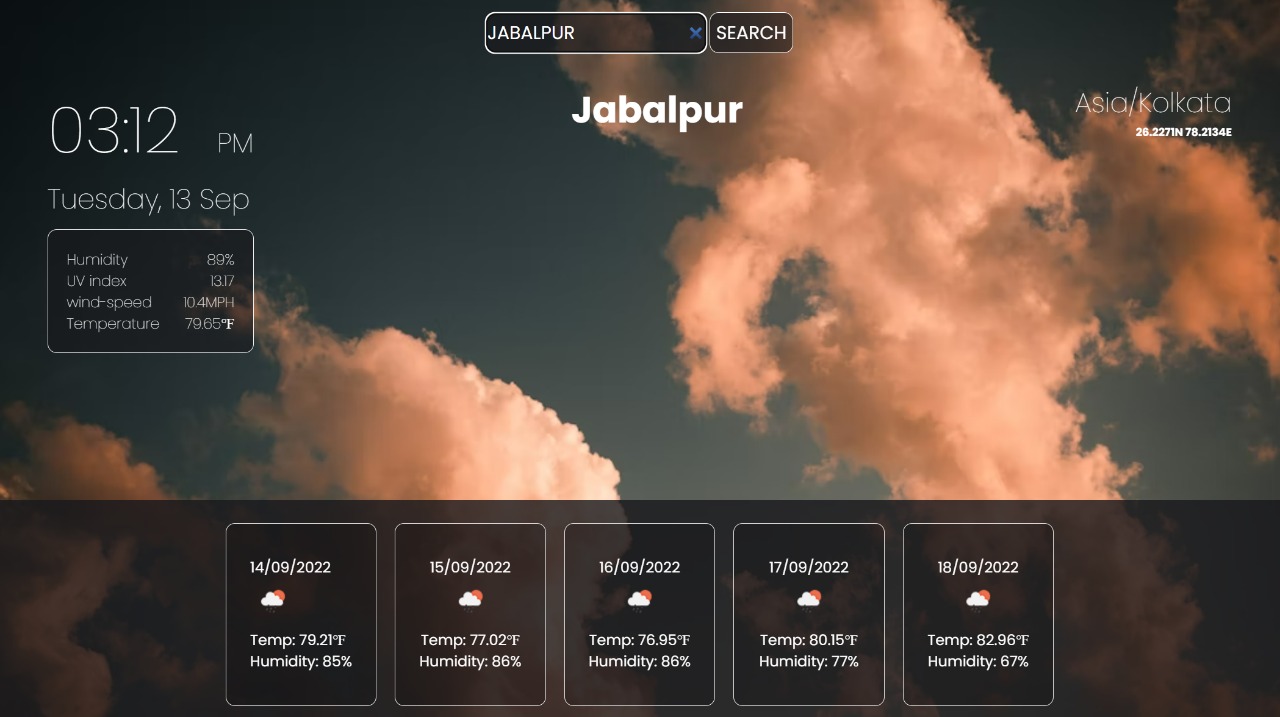 JABALPUR × SEARCH
03:12 PM
Jabalpur
Asia/Kolkata
26.2271N 78.2134E
Tuesday, 13 Sep
Humidity 89%
UV index 13.17
wind-speed 10.4MPH
Temperature 79.65°F
14/09/2022
Temp: 79.21°F
Humidity: 85%
15/09/2022
Temp: 77.02°F
Humidity: 86%
16/09/2022
Temp: 76.95°F
Humidity: 86%
17/09/2022
Temp: 80.15°F
Humidity: 77%
18/09/2022
Temp: 82.96°F
Humidity: 67%